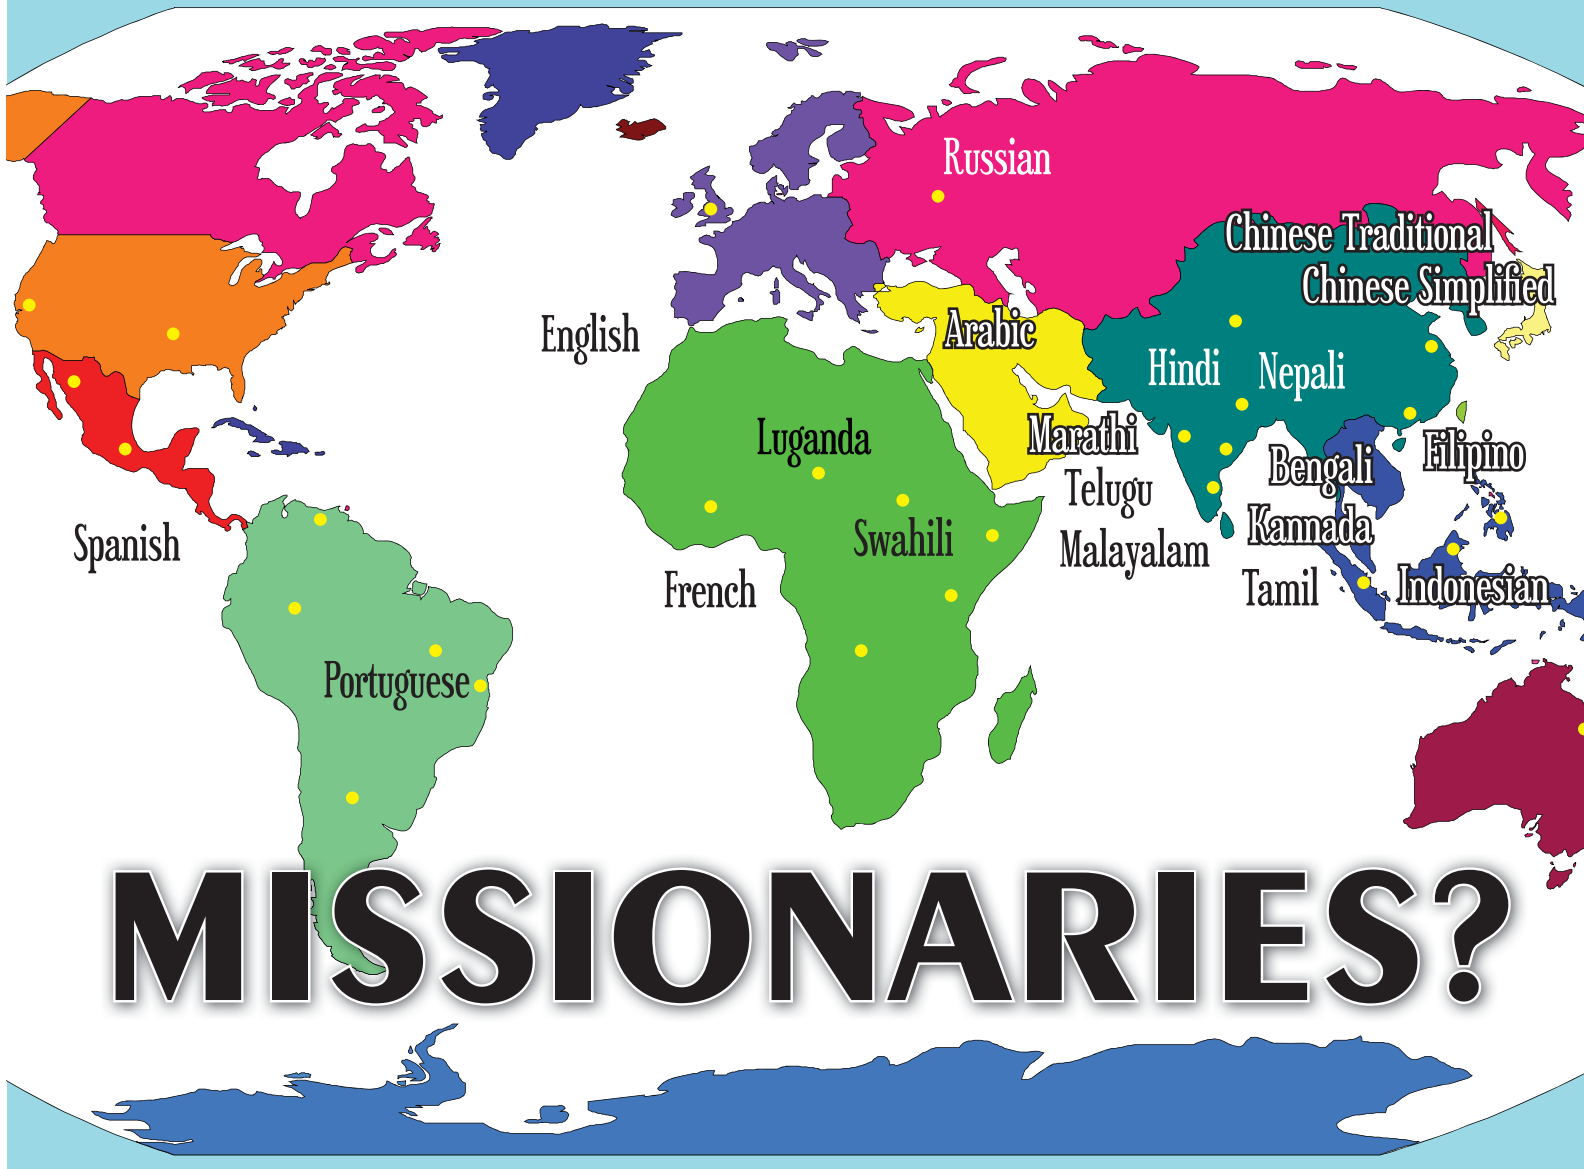 Russian
Chinese Traditional
Chinese Simplified
English
Arabic
Hindi
Nepali
Luganda
Marathi
Bengali
Filipino
Telugu
Spanish
Swahili
Kannada
Malayalam
French
Tamil
Indonesian
Portuguese
MISSIONARIES?